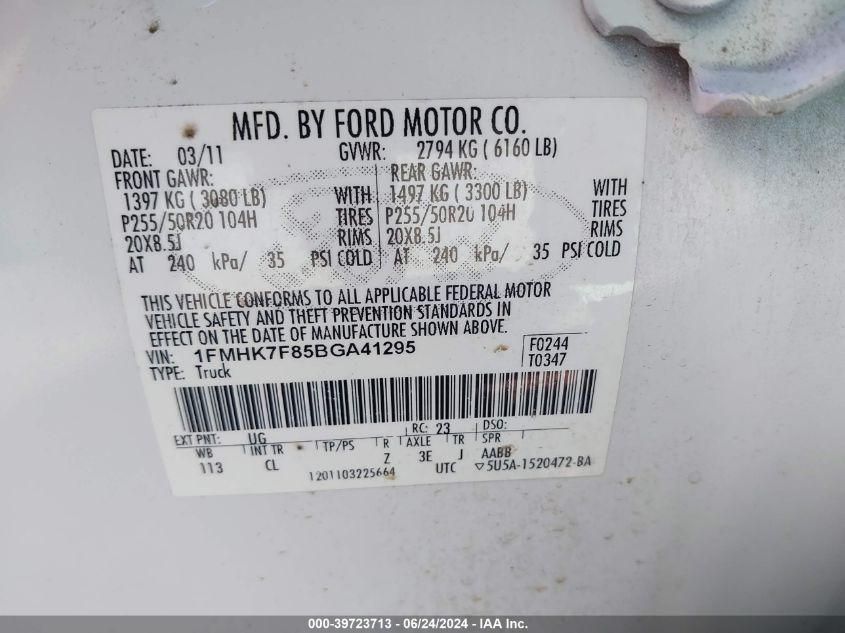 MFD. BY FORD MOTOR CO.
DATE: 03/11 GVWR: 2794 KG ( 6160 LB)
FRONT GAWR: REAR GAWR:
1397 KG ( 3080 LB) WITH 1497 KG ( 3300 LB) WITH
P255/50R20 104H TIRES P255/50R20 104H TIRES
20X8.5J RIMS 20X8.5J RIMS
AT 240 kPa/ 35 PSI COLD AT 240 kPa/ 35 PSI COLD
THIS VEHICLE CONFORMS TO ALL APPLICABLE FEDERAL MOTOR
VEHICLE SAFETY AND THEFT PREVENTION STANDARDS IN
EFFECT ON THE DATE OF MANUFACTURE SHOWN ABOVE.
VIN: 1FMHK7F85BGA41295 F0244
TYPE: Truck T0347
EXT PNT: UG RC: 23 DSO:
WB INT TR TP/PS R AXLE TR SPR
113 CL Z 3E J AABB
1201103225664 UTC ▽5U5A-1520472-BA
000-39723713 - 06/24/2024 - IAA Inc.